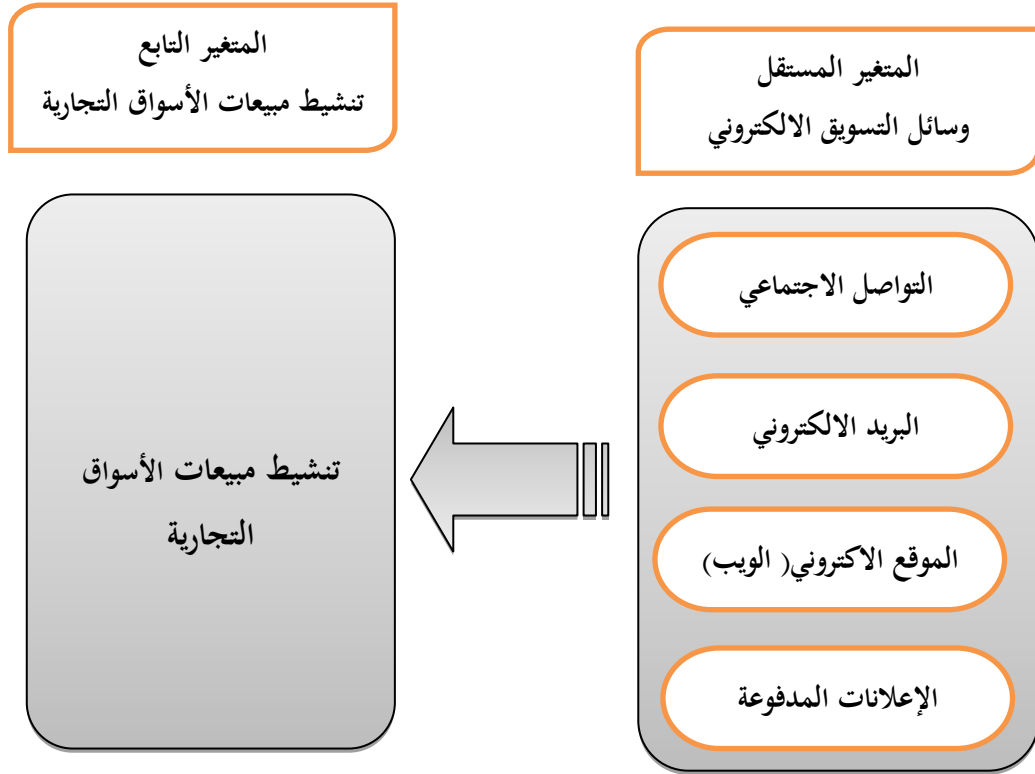 المتغير المستقل
وسائل التسويق الالكتروني
التواصل الاجتماعي
البريد الالكتروني
الموقع الاكتروني( الويب)
الإعلانات المدفوعة
المتغير التابع
تنشيط مبيعات الأسواق التجارية
تنشيط مبيعات الأسواق
التجارية